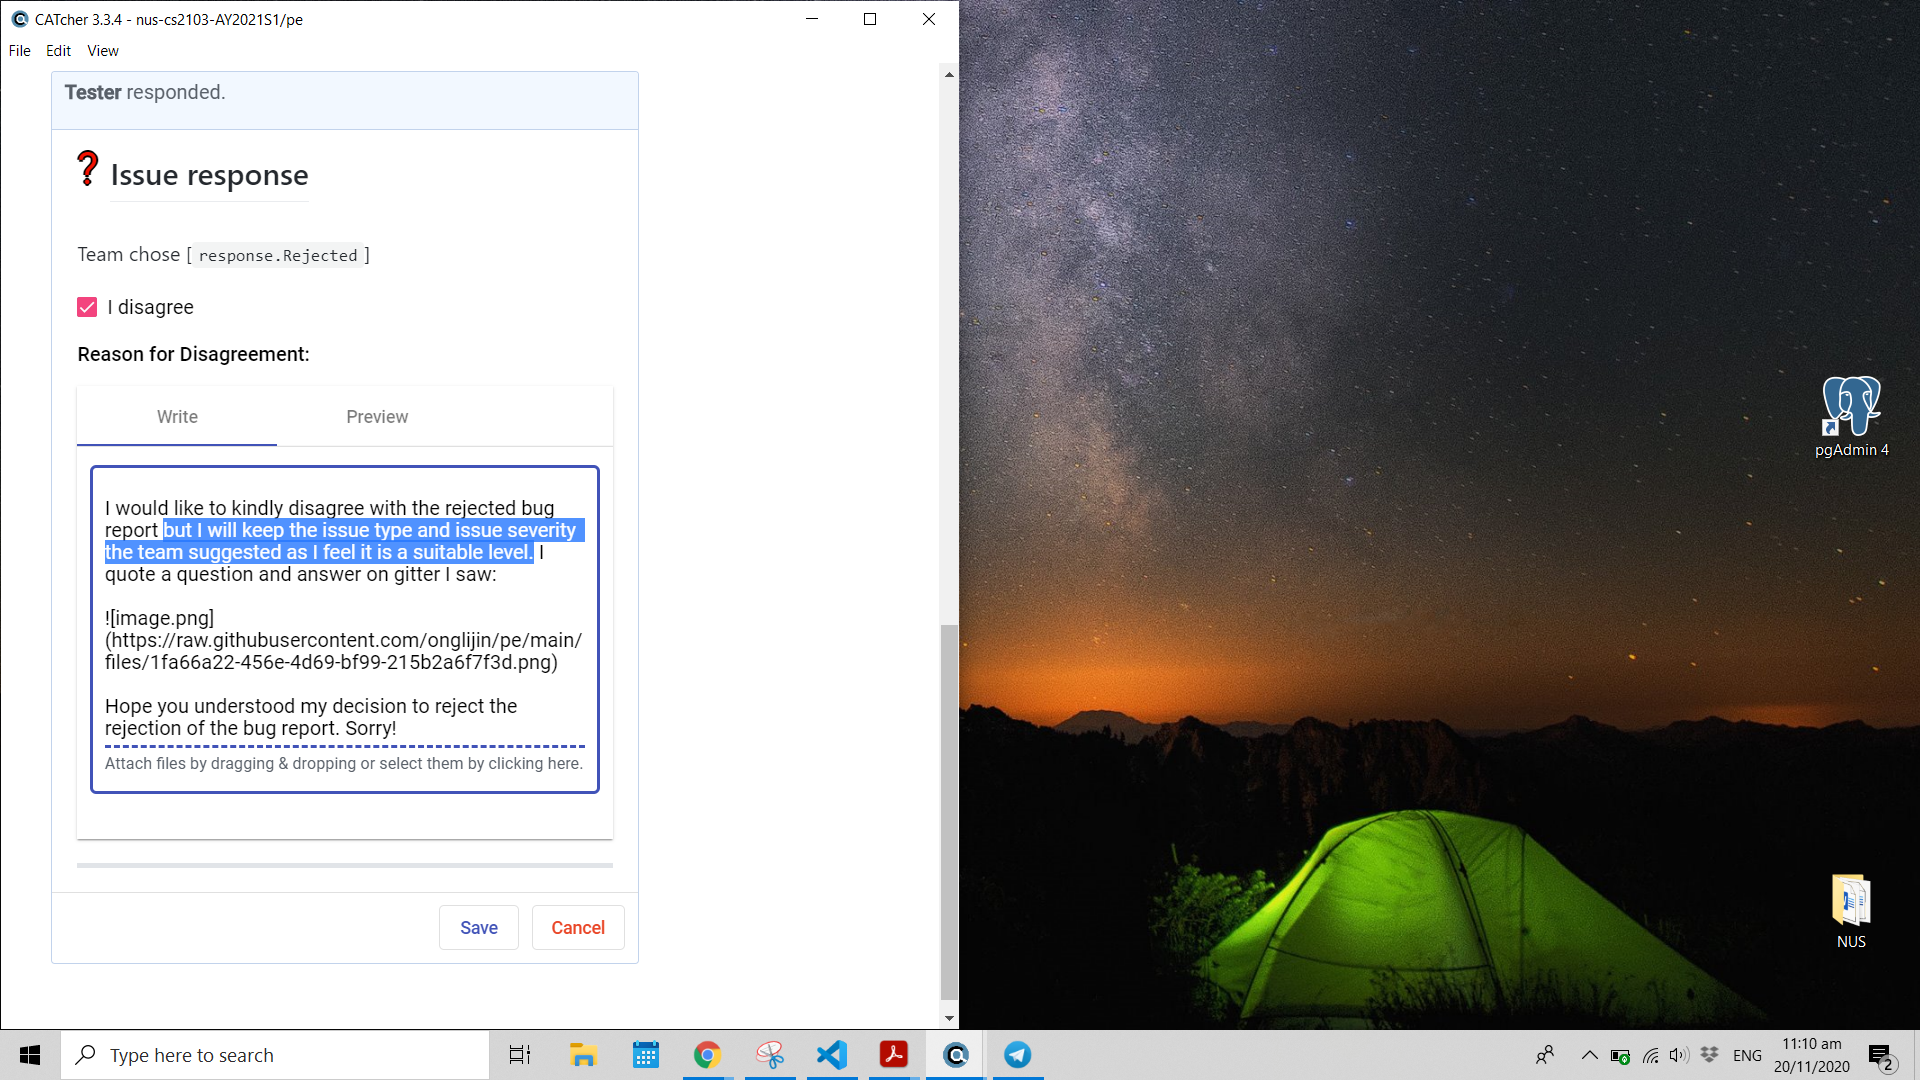 CATcher 3.3.4 - nus-cs2103-AY2021S1/pe
File Edit View
Tester responded.
Issue response
Team chose [ response.Rejected ]
I disagree
Reason for Disagreement:
Write Preview
I would like to kindly disagree with the rejected bug
report but I will keep the issue type and issue severity
the team suggested as I feel it is a suitable level. I
quote a question and answer on gitter I saw:
![image.png]
(https://raw.githubusercontent.com/onglijin/pe/main/
files/1fa66a22-456e-4d69-bf99-215b2a6f7f3d.png)
Hope you understood my decision to reject the
rejection of the bug report. Sorry!
Attach files by dragging & dropping or select them by clicking here.
Save Cancel
pgAdmin 4
NUS
Type here to search
ENG
11:10 am
20/11/2020
2